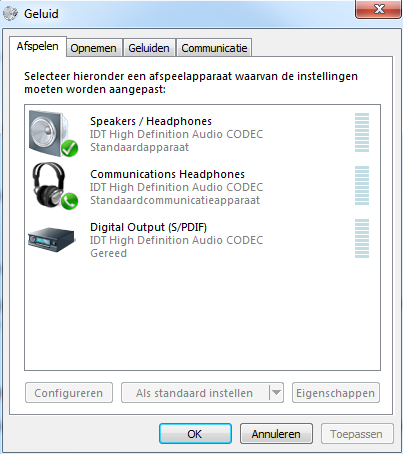 Geluid
Afspelen Opnemen Geluiden Communicatie
Selecteer hieronder een afspeelapparaat waarvan de instellingen
moeten worden aangepast:
Speakers / Headphones
IDT High Definition Audio CODEC
Standaardapparaat
Communications Headphones
IDT High Definition Audio CODEC
Standaardcommunicatieapparaat
Digital Output (S/PDIF)
IDT High Definition Audio CODEC
Gereed
Configureren Als standaard instellen Eigenschappen
OK Annuleren Toepassen